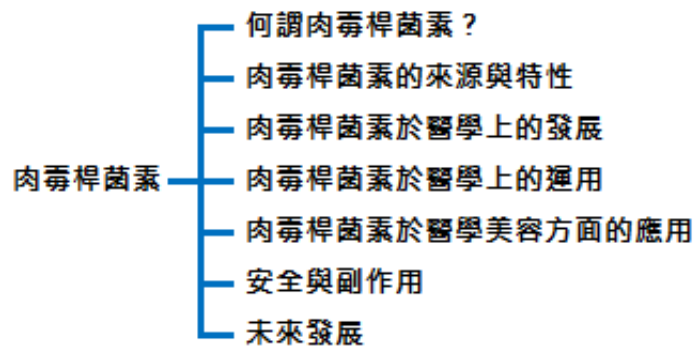 何謂肉毒桿菌素？
肉毒桿菌素的來源與特性
肉毒桿菌素於醫學上的發展
肉毒桿菌素
肉毒桿菌素於醫學上的運用
肉毒桿菌素於醫學美容方面的應用
安全與副作用
未來發展